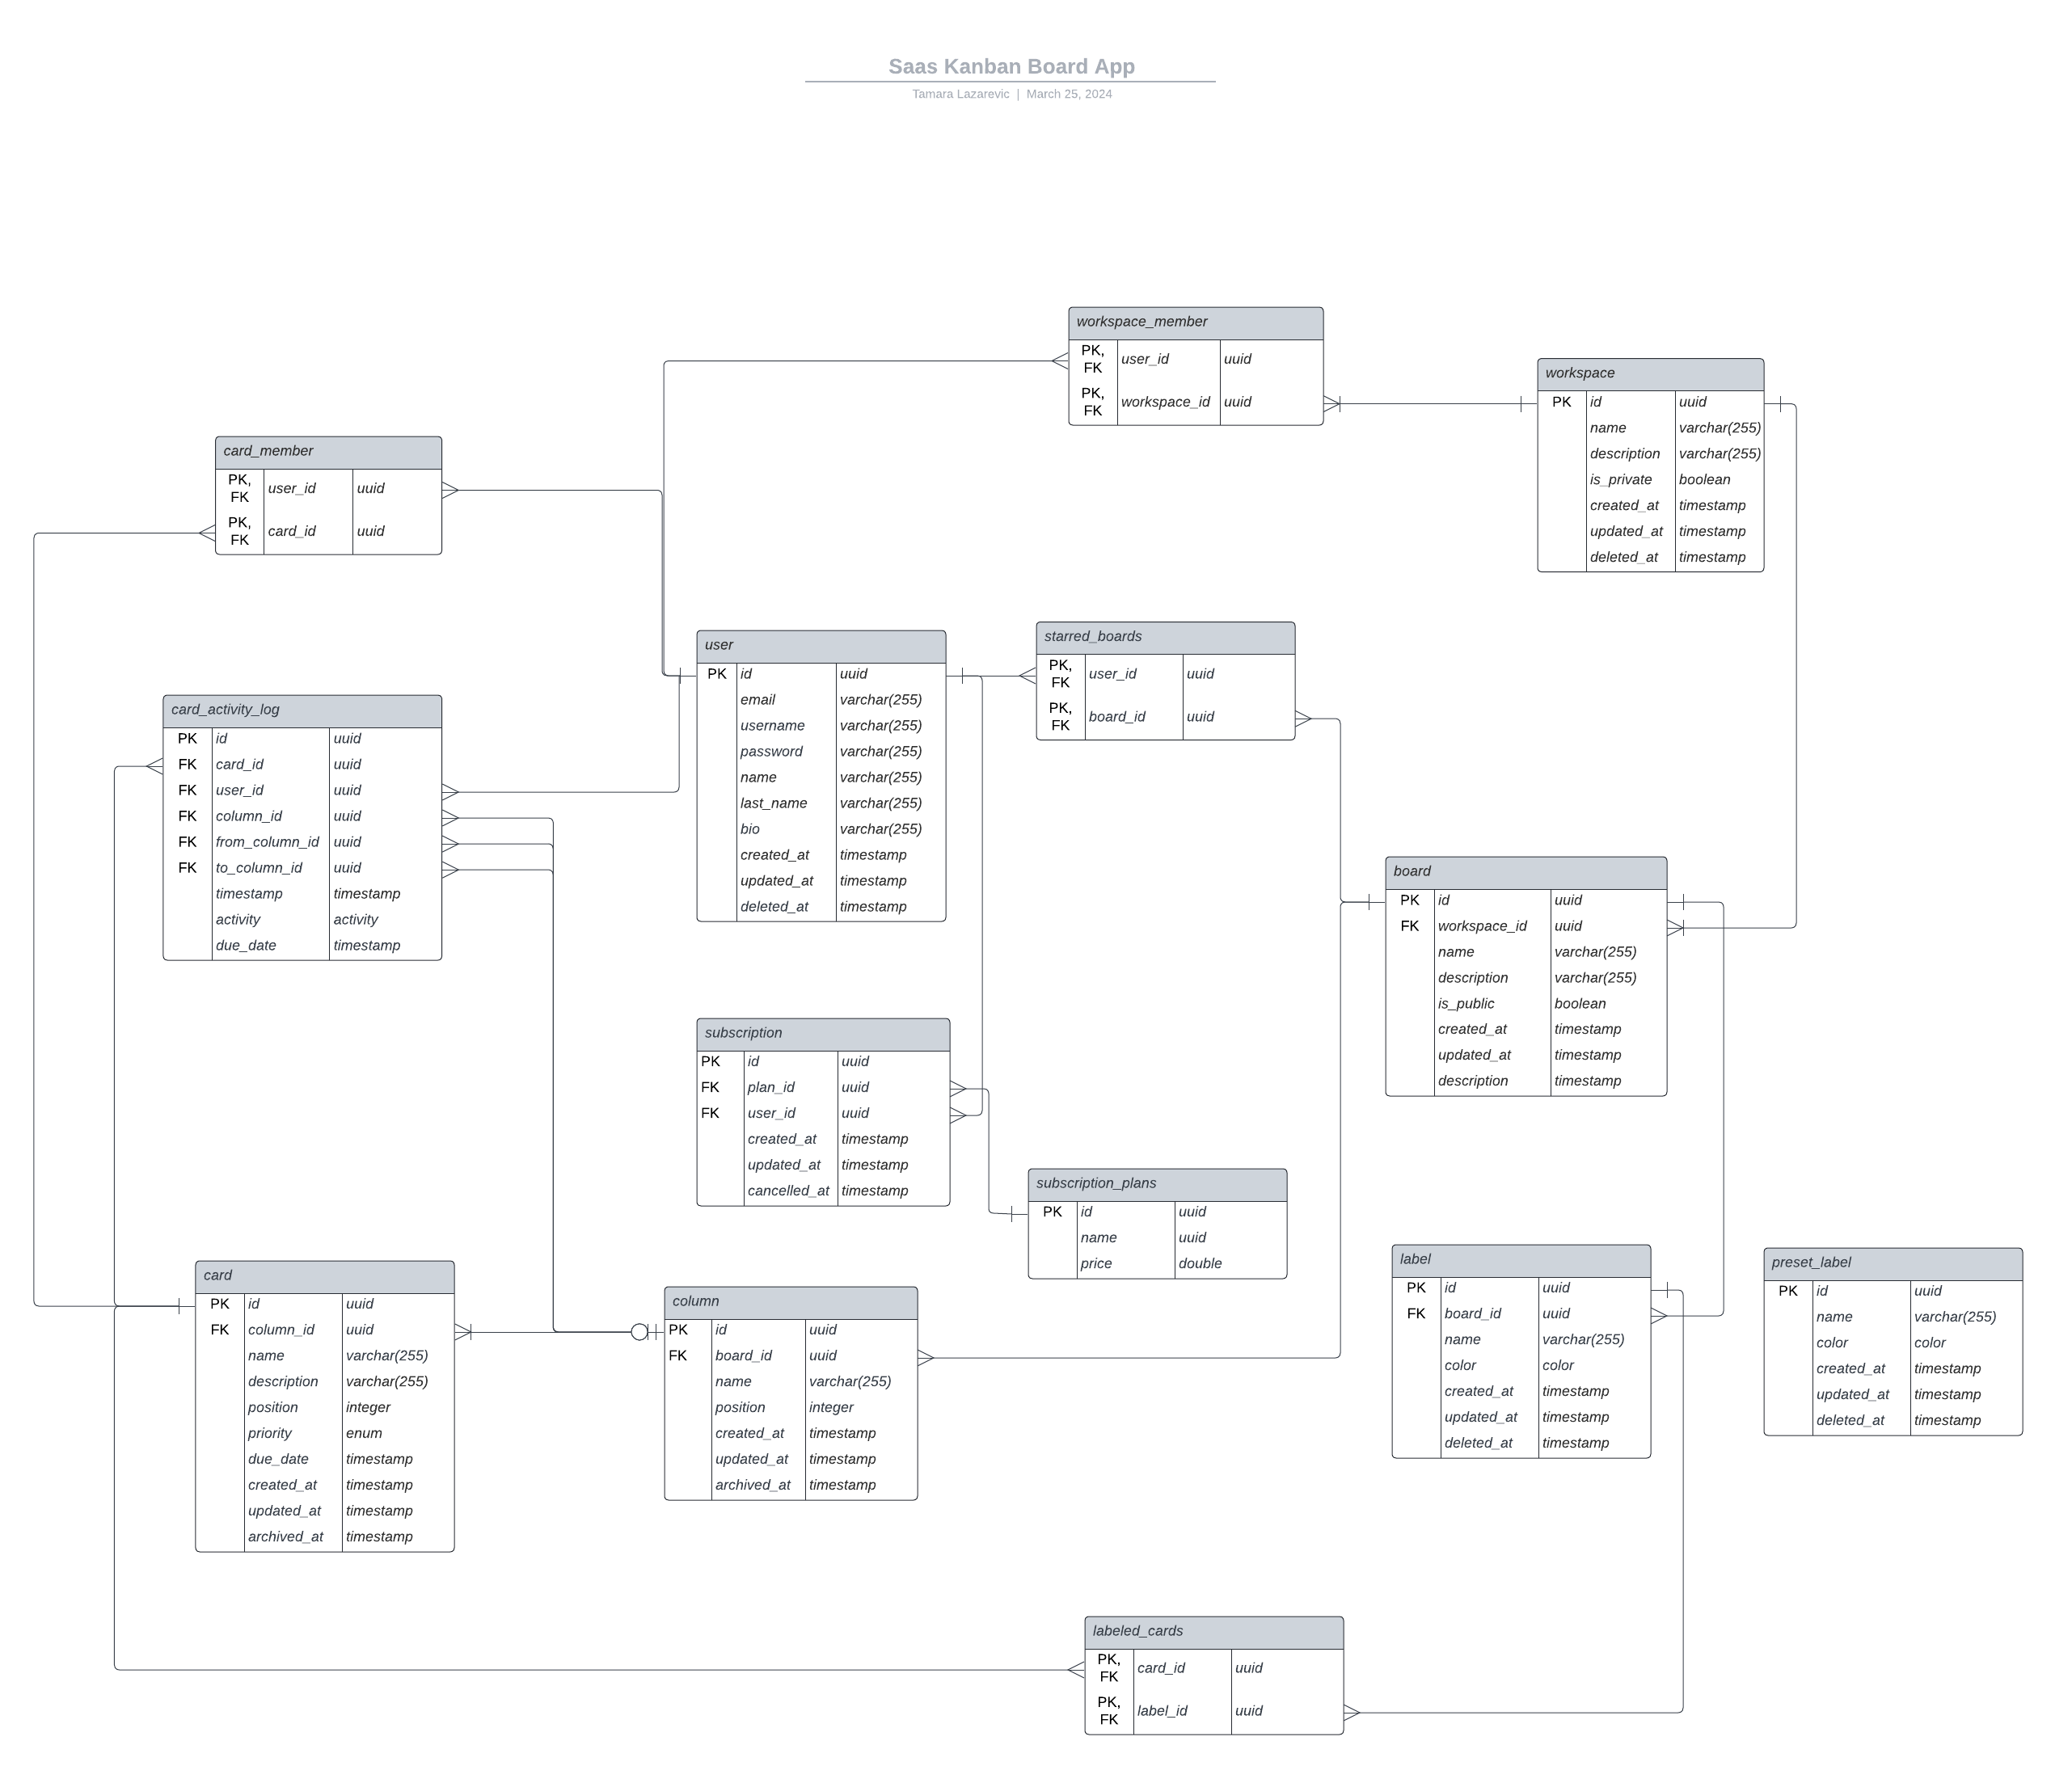 Saas Kanban Board App
Tamara Lazarevic | March 25, 2024
workspace_member
PK, FK user_id uuid
PK, FK workspace_id uuid
workspace
PK id uuid
name varchar(255)
description varchar(255)
is_private boolean
created_at timestamp
updated_at timestamp
deleted_at timestamp
card_member
PK, FK user_id uuid
PK, FK card_id uuid
user
PK id uuid
email varchar(255)
username varchar(255)
password varchar(255)
name varchar(255)
last_name varchar(255)
bio varchar(255)
created_at timestamp
updated_at timestamp
deleted_at timestamp
starred_boards
PK, FK user_id uuid
PK, FK board_id uuid
card_activity_log
PK id uuid
FK card_id uuid
FK user_id uuid
FK column_id uuid
FK from_column_id uuid
FK to_column_id uuid
timestamp timestamp
activity activity
due_date timestamp
board
PK id uuid
FK workspace_id uuid
name varchar(255)
description varchar(255)
is_public boolean
created_at timestamp
updated_at timestamp
description timestamp
subscription
PK id uuid
FK plan_id uuid
FK user_id uuid
created_at timestamp
updated_at timestamp
cancelled_at timestamp
subscription_plans
PK id uuid
name uuid
price double
card
PK id uuid
FK column_id uuid
name varchar(255)
description varchar(255)
position integer
priority enum
due_date timestamp
created_at timestamp
updated_at timestamp
archived_at timestamp
column
PK id uuid
FK board_id uuid
name varchar(255)
position integer
created_at timestamp
updated_at timestamp
archived_at timestamp
label
PK id uuid
FK board_id uuid
name varchar(255)
color color
created_at timestamp
updated_at timestamp
deleted_at timestamp
preset_label
PK id uuid
name varchar(255)
color color
created_at timestamp
updated_at timestamp
deleted_at timestamp
labeled_cards
PK, FK card_id uuid
PK, FK label_id uuid